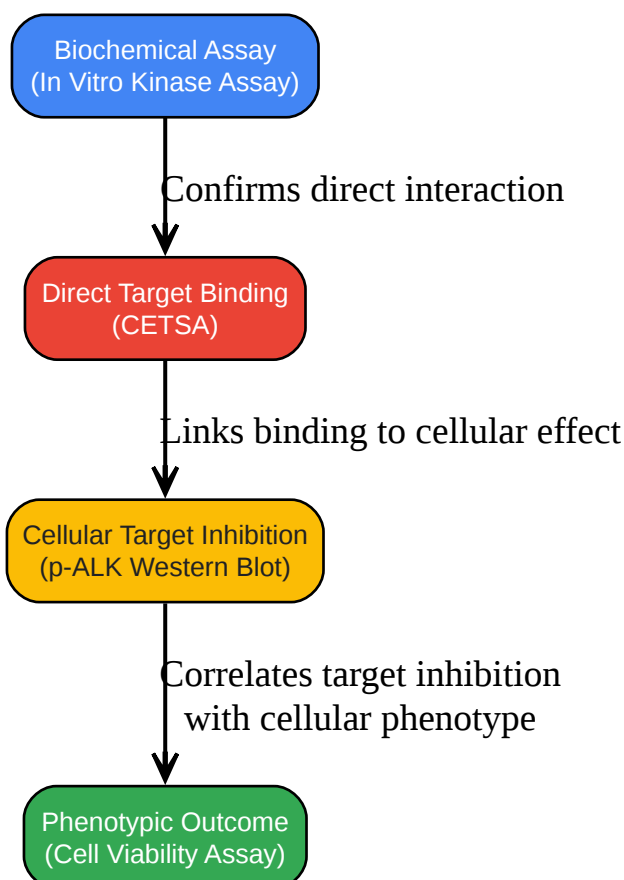 Biochemical Assay
(In Vitro Kinase Assay)
Confirms direct interaction
Direct Target Binding
(CETSA)
Links binding to cellular effect
Cellular Target Inhibition
(p-ALK Western Blot)
Correlates target inhibition
with cellular phenotype
Phenotypic Outcome
(Cell Viability Assay)